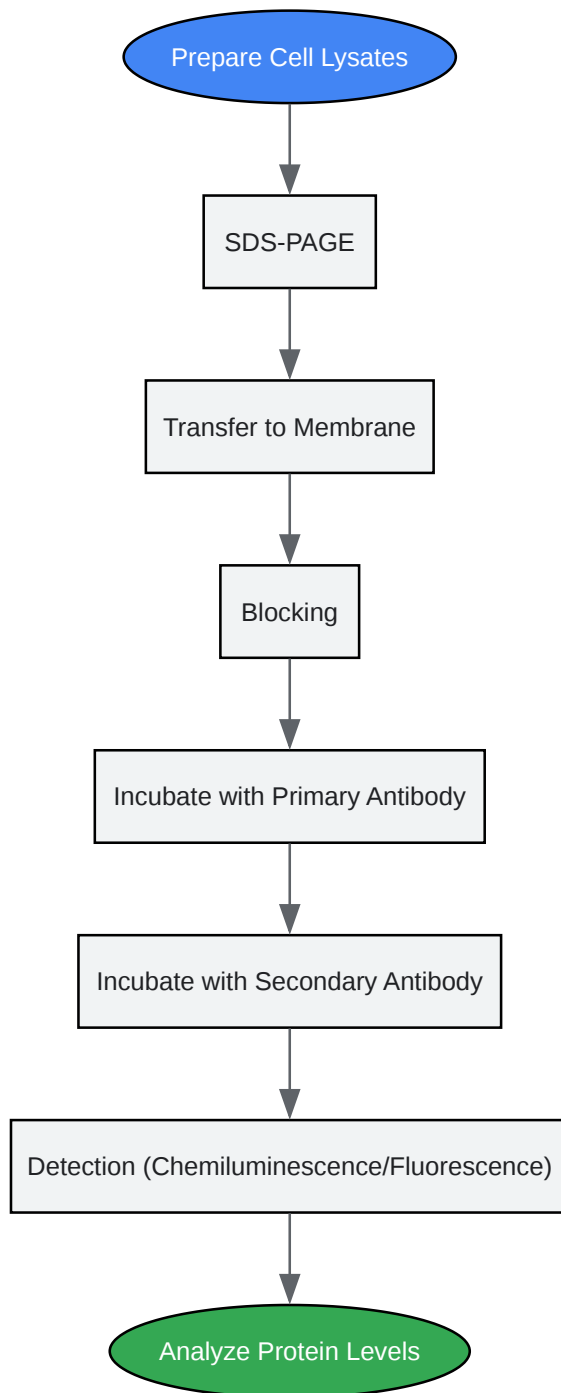 Prepare Cell Lysates
SDS-PAGE
Transfer to Membrane
Blocking
Incubate with Primary Antibody
Incubate with Secondary Antibody
Detection (Chemiluminescence/Fluorescence)
Analyze Protein Levels